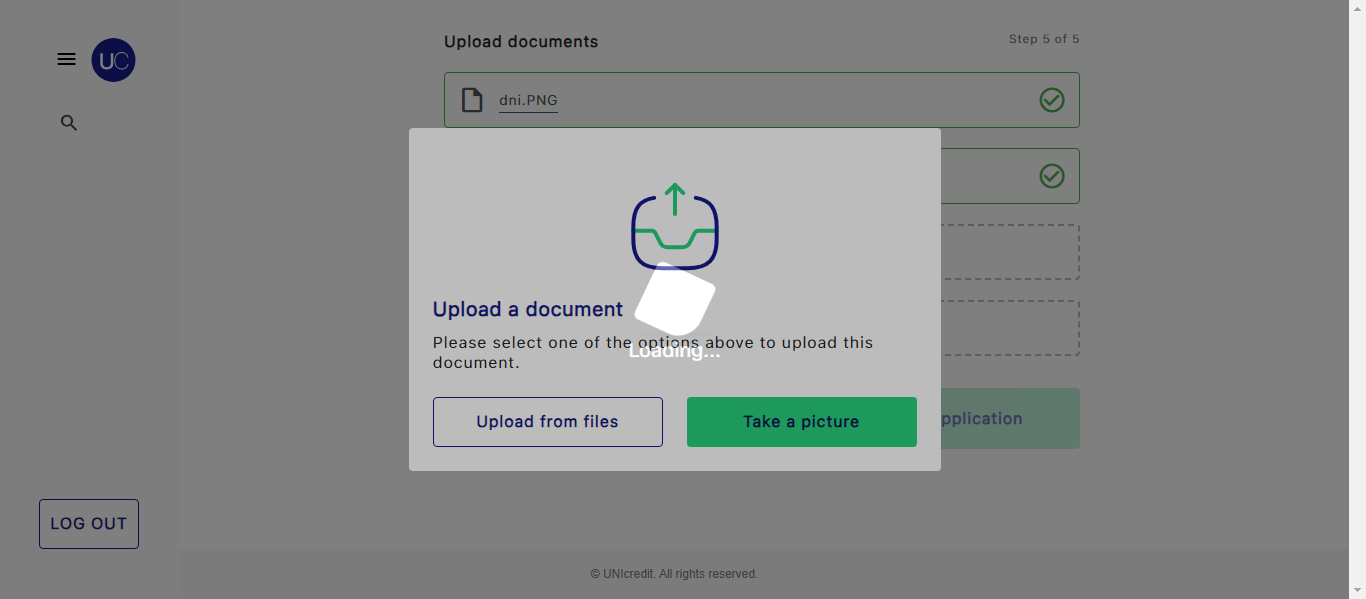 UC
Upload documents
Step 5 of 5
dni.PNG
Upload a document
Please select one of the options above to upload this
document.
Loading...
Upload from files
Take a picture
pplication
LOG OUT
© UNIcredit. All rights reserved.